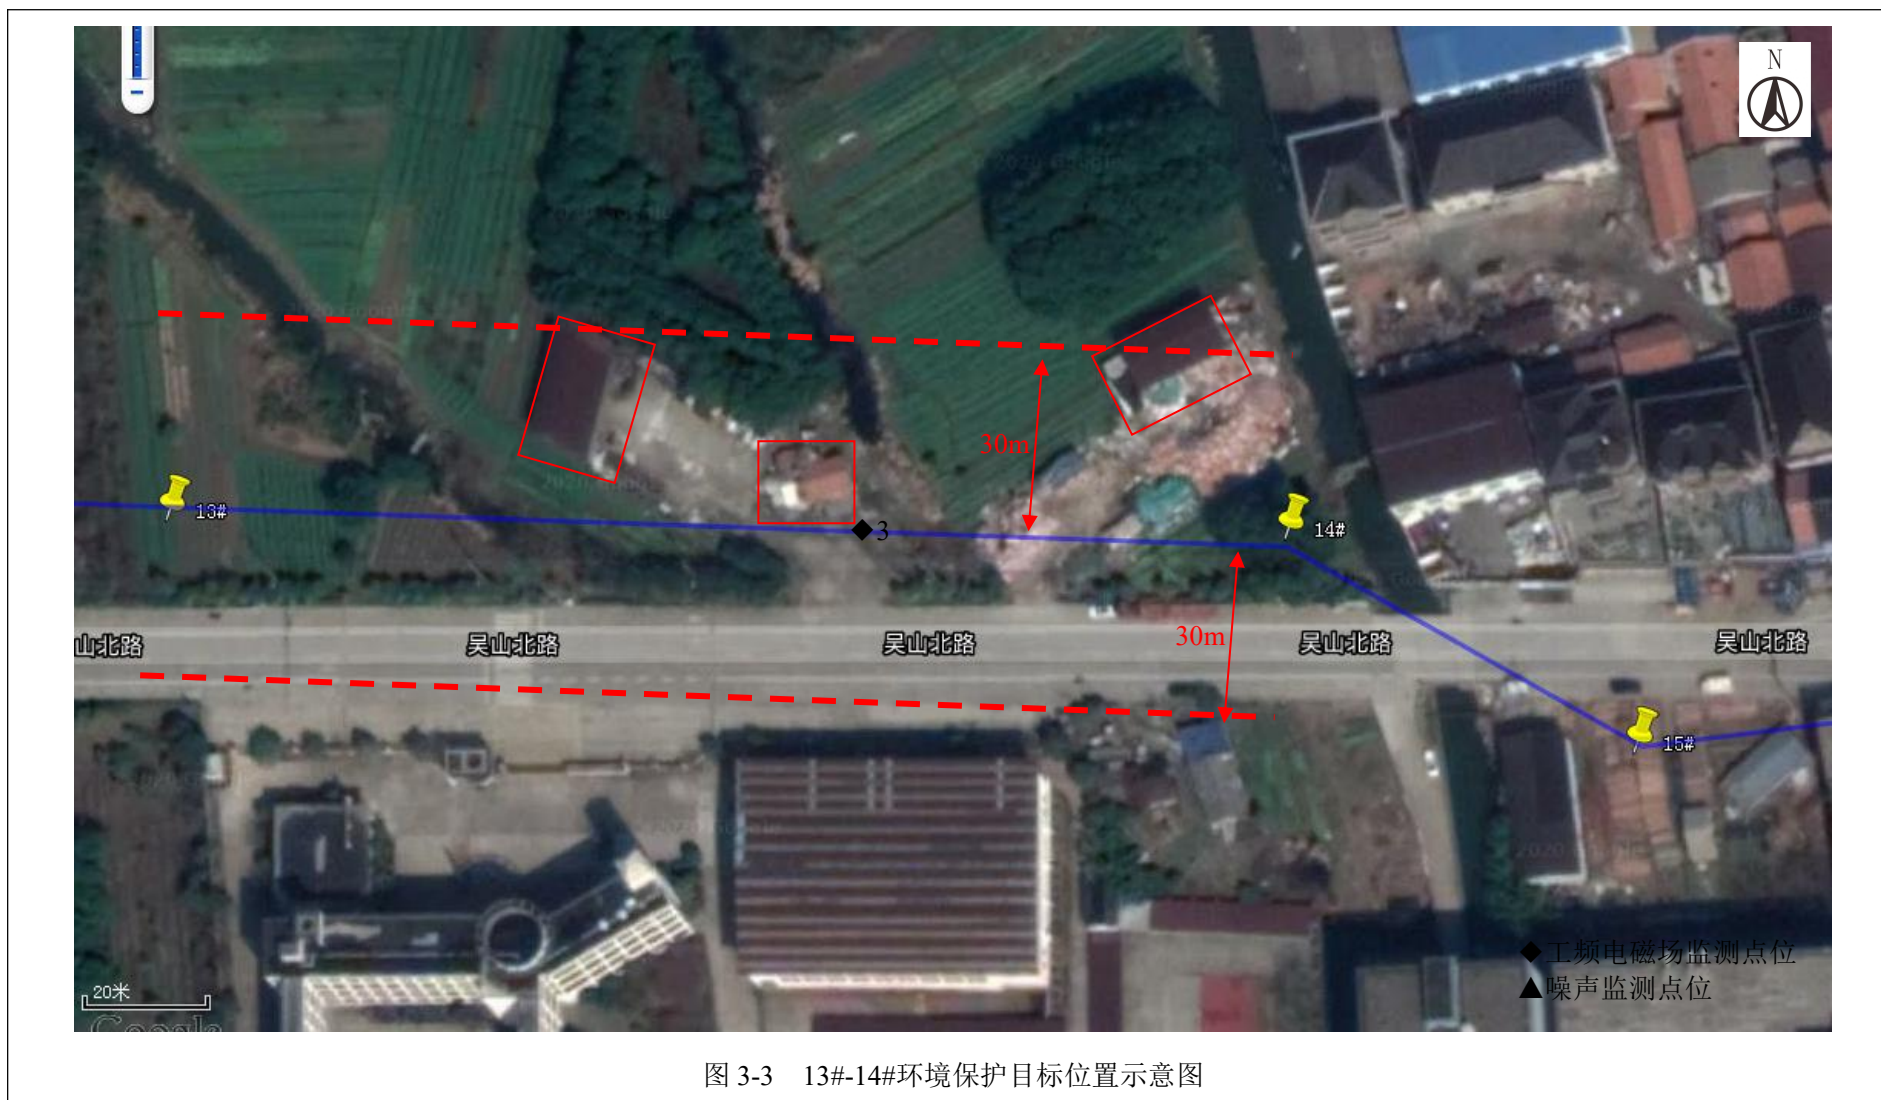 N
13#
3
14#
30m
30m
山北路
吴山北路
吴山北路
吴山北路
吴山北路
15#
◆工频电磁场监测点位
▲噪声监测点位
20米
Google
图 3-3 13#-14#环境保护目标位置示意图